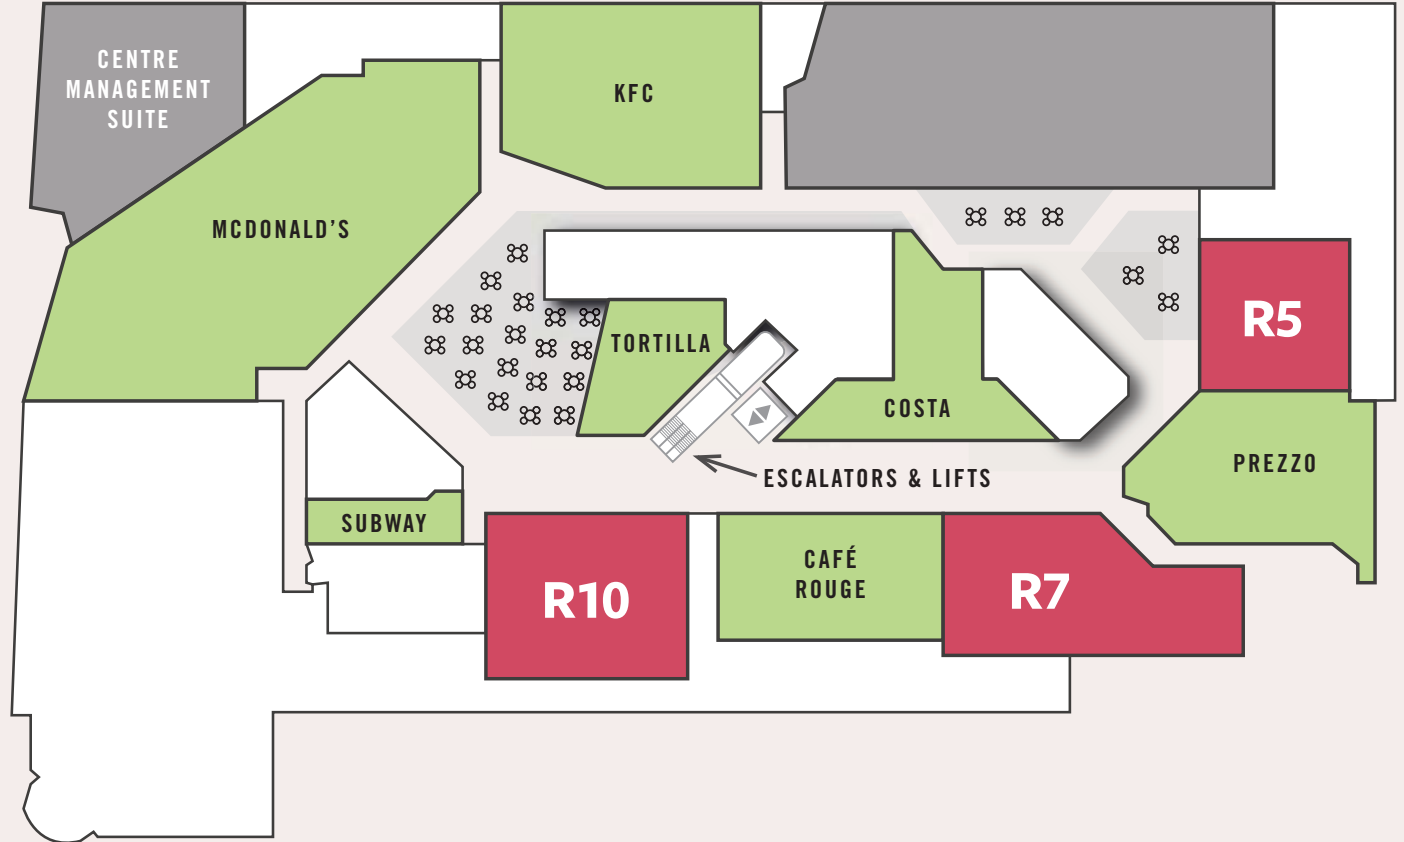 CENTRE
MANAGEMENT
SUITE
KFC
MCDONALD'S
R5
TORTILLA
COSTA
PREZZO
ESCALATORS & LIFTS
SUBWAY
CAFÉ
ROUGE
R10
R7